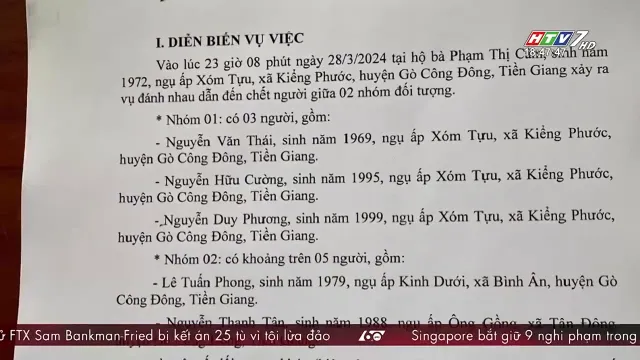 HTV7 HD
18:47:47
I. DIỄN BIẾN VỤ VIỆC
Vào lúc 23 giờ 08 phút ngày 28/3/2024 tại hộ bà Phạm Thị sinh năm
1972, ngụ ấp Xóm Tựu, xã Kiểng Phước, huyện Gò Công Đông, Tiền Giang xảy ra
vụ đánh nhau dẫn đến chết người giữa 02 nhóm đối tượng.
* Nhóm 01: có 03 người, gồm:
- Nguyễn Văn Thái, sinh năm 1969, ngụ ấp Xóm Tựu, xã Kiểng Phước,
huyện Gò Công Đông, Tiền Giang.
- Nguyễn Hữu Cường, sinh năm 1995, ngụ ấp Xóm Tựu, xã Kiểng Phước,
huyện Gò Công Đông, Tiền Giang.
- Nguyễn Duy Phương, sinh năm 1999, ngụ ấp Xóm Tựu, xã Kiểng Phước,
huyện Gò Công Đông, Tiền Giang.
* Nhóm 02: có khoảng trên 05 người, gồm:
- Lê Tuấn Phong, sinh năm 1979, ngụ ấp Kinh Dưới, xã Bình Ân, huyện Gò
Công Đông, Tiền Giang.
- Nguyễn Thanh Tân, sinh năm 1988, ngụ ấp Ông Gồng, xã Tân Đông,
FTX Sam Bankman-Fried bị kết án 25 tù vì tội lừa đảo
Singapore bắt giữ 9 nghi phạm trong